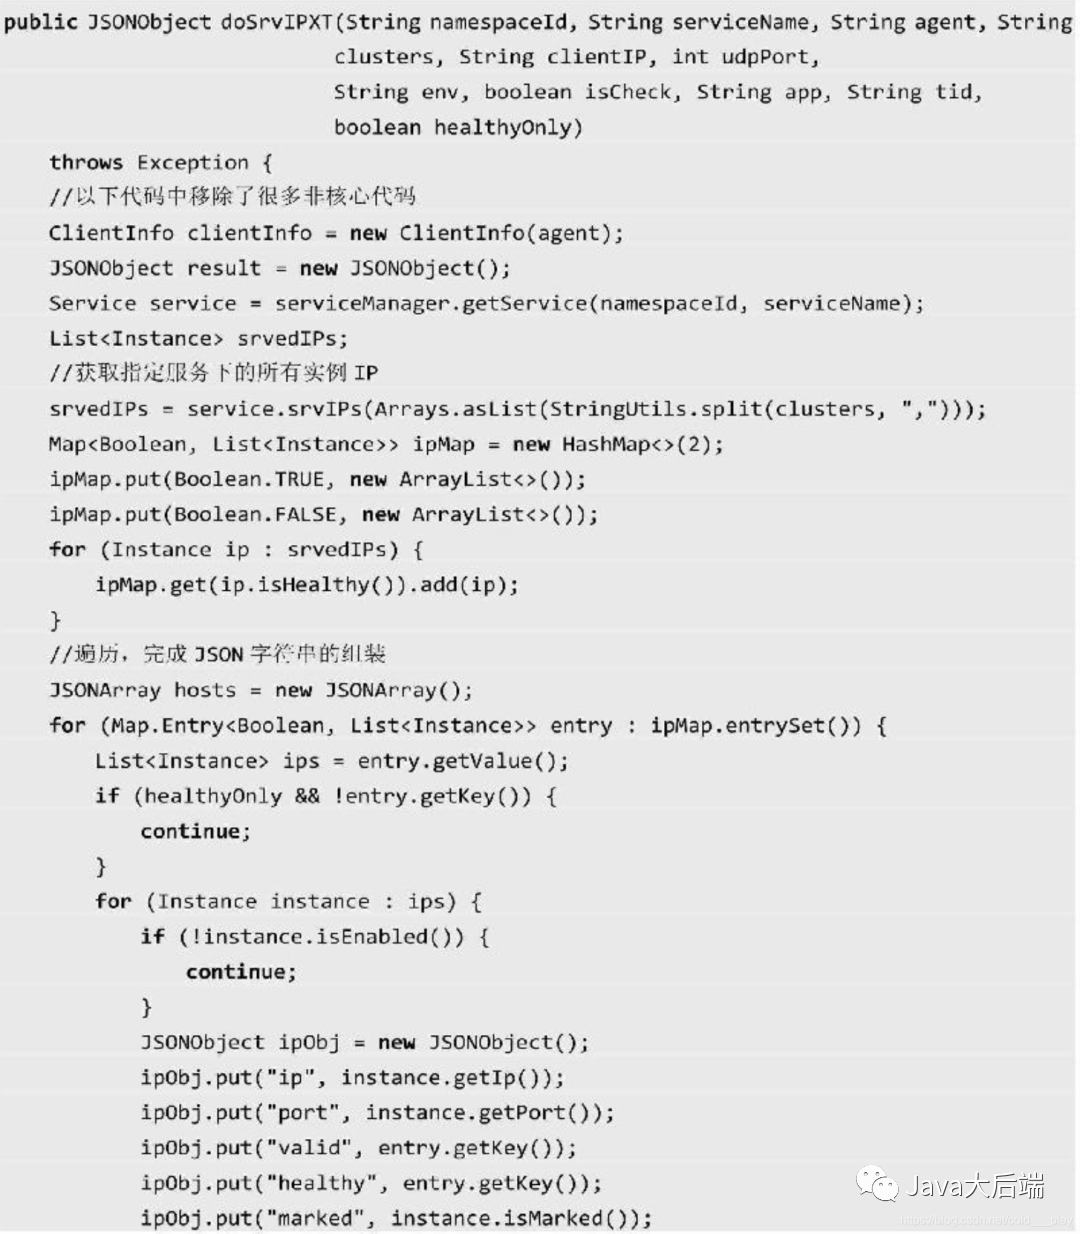 public JSONObject doSrvIPXT(String namespaceId, String serviceName, String agent, String
clusters, String clientIP, int udpPort,
String env, boolean isCheck, String app, String tid,
boolean healthyOnly)
throws Exception {
//以下代码中移除了很多非核心代码
ClientInfo clientInfo = new ClientInfo(agent);
JSONObject result = new JSONObject();
Service service = serviceManager.getService(namespaceId, serviceName);
List<Instance> srvedIPs;
//获取指定服务下的所有实例 IP
srvedIPs = service.srvIPs(Arrays.asList(StringUtils.split(clusters, ",")));
Map<Boolean, List<Instance>> ipMap = new HashMap<>(2);
ipMap.put(Boolean.TRUE, new ArrayList<>());
ipMap.put(Boolean.FALSE, new ArrayList<>());
for (Instance ip : srvedIPs) {
ipMap.get(ip.isHealthy()).add(ip);
}
//遍历，完成 JSON 字符串的组装
JSONArray hosts = new JSONArray();
for (Map.Entry<Boolean, List<Instance>> entry : ipMap.entrySet()) {
List<Instance> ips = entry.getValue();
if (healthyOnly && !entry.getKey()) {
continue;
}
for (Instance instance : ips) {
if (!instance.isEnabled()) {
continue;
}
JSONObject ipObj = new JSONObject();
ipObj.put("ip", instance.getIp());
ipObj.put("port", instance.getPort());
ipObj.put("valid", entry.getKey());
ipObj.put("healthy", entry.getKey());
ipObj.put("marked", instance.isMarked());
Java大后端